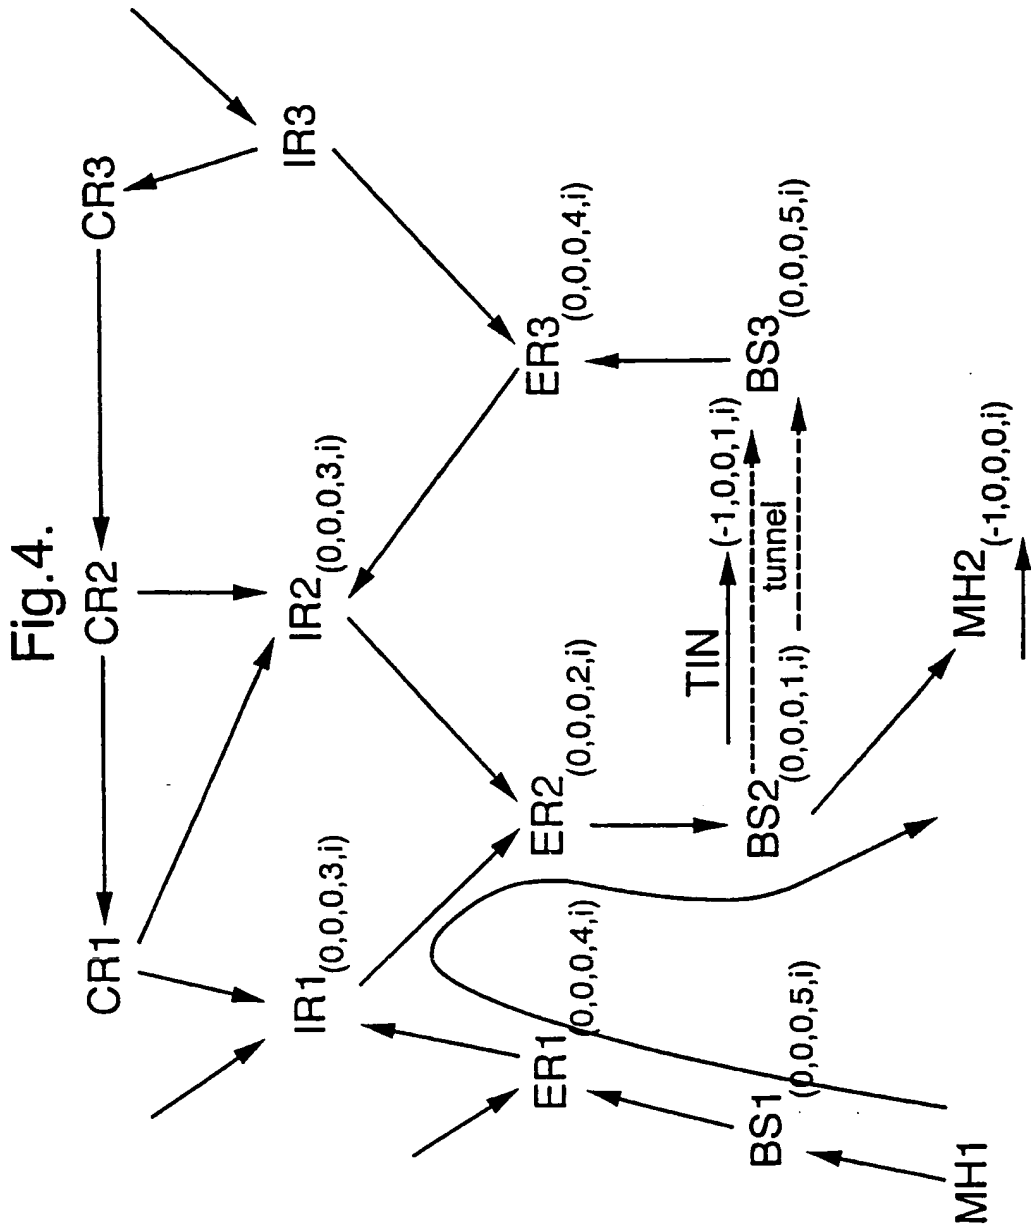 Fig.4.
CR1
CR2
CR3
IR1(0,0,0,3,i)
IR2(0,0,0,3,i)
IR3
ER1(0,0,0,4,i)
ER2(0,0,0,2,i)
ER3(0,0,0,4,i)
TIN
(-1,0,0,1,i)
tunnel
BS1(0,0,0,5,i)
BS2(0,0,0,1,i)
BS3(0,0,0,5,i)
MH1
MH2(-1,0,0,0,i)